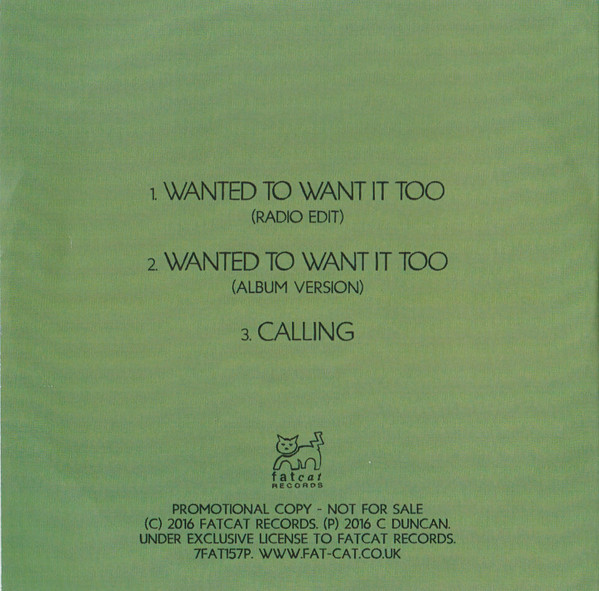 1. WANTED TO WANT IT TOO
(RADIO EDIT)
2. WANTED TO WANT IT TOO
(ALBUM VERSION)
3. CALLING
fatcat
RECORDS
PROMOTIONAL COPY - NOT FOR SALE
(C) 2016 FATCAT RECORDS. (P) 2016 C DUNCAN.
UNDER EXCLUSIVE LICENSE TO FATCAT RECORDS.
7FAT157P. WWW.FAT-CAT.CO.UK